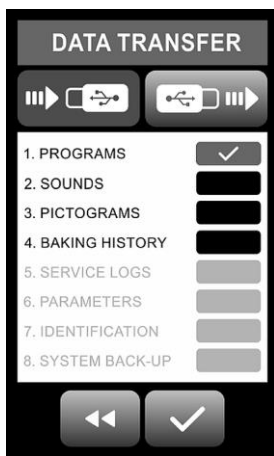 DATA TRANSFER
1. PROGRAMS
2. SOUNDS
3. PICTOGRAMS
4. BAKING HISTORY
5. SERVICE LOGS
6. PARAMETERS
7. IDENTIFICATION
8. SYSTEM BACK-UP